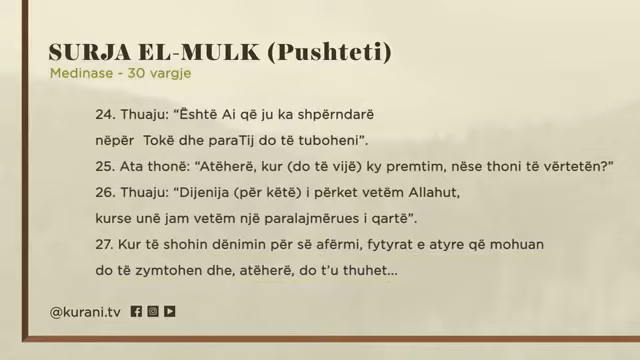 SURJA EL-MULK (Pushteti)
Medinase - 30 vargje
24. Thuaju: “Është Ai që ju ka shpërndarë
nëpër Tokë dhe paraTij do të tuboheni”.
25. Ata thonë: “Atëherë, kur (do të vijë) ky premtim, nëse thoni të vërtetën?”
26. Thuaju: “Dijenija (për këtë) i përket vetëm Allahut,
kurse unë jam vetëm një paralajmërues i qartë”.
27. Kur të shohin dënimin për së afërmi, fytyrat e atyre që mohuan
do të zymtohen dhe, atëherë, do t’u thuhet...
@kurani.tv